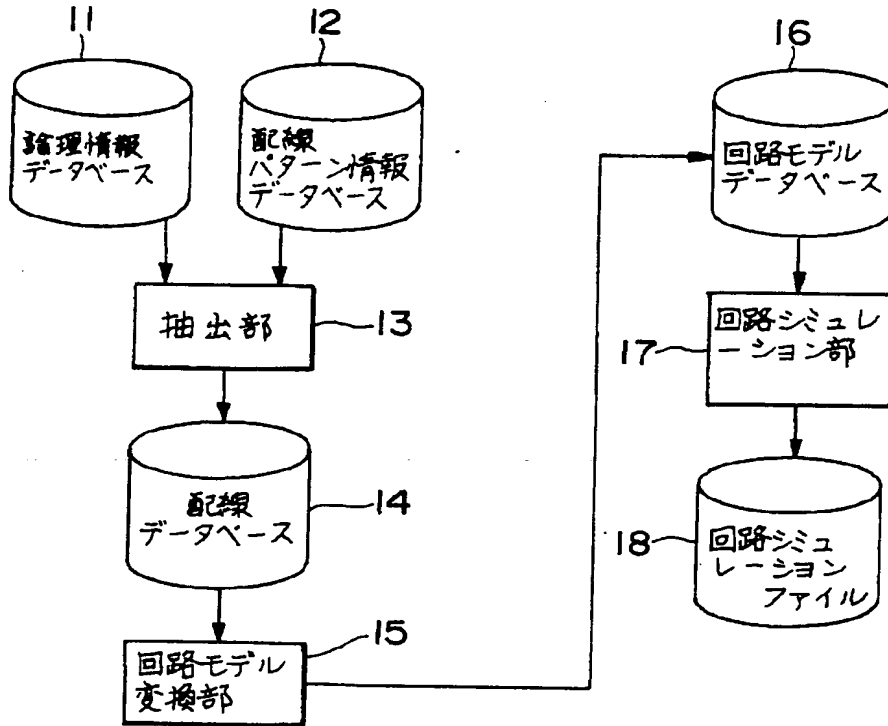 11
論理情報
データベース
12
配線
パターン情報
データベース
抽出部
13
配線
データベース
14
15
回路モデル
変換部
16
回路モデル
データベース
回路シミュレ
ーション部
17
回路シミュ
レーション
ファイル
18